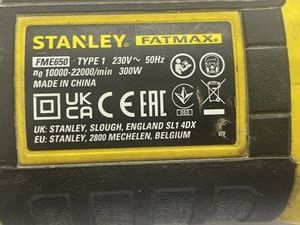 STANLEY FATMAX
FME650 TYPE 1 230V~ 50Hz
n0 10000-22000/min 300W
MADE IN CHINA
UK CA CE EAC
UK: STANLEY, SLOUGH, ENGLAND SL1 4DX
EU: STANLEY, 2800 MECHELEN, BELGIUM